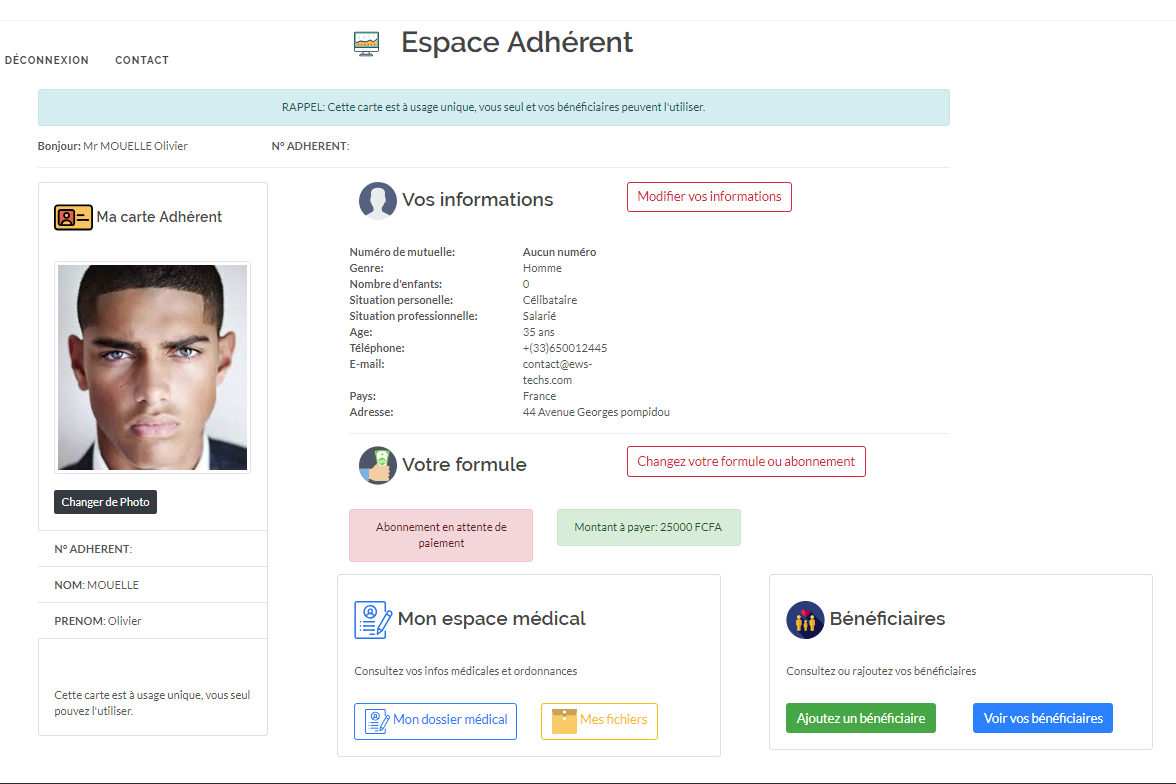 Espace Adhérent
DÉCONNEXION CONTACT
RAPPEL: Cette carte est à usage unique, vous seul et vos bénéficiaires peuvent l'utiliser.
Bonjour: Mr MOUELLE Olivier N° ADHERENT:
Ma carte Adhérent
Changer de Photo
N° ADHERENT:
NOM: MOUELLE
PRENOM: Olivier
Cette carte est à usage unique, vous seul
pouvez l'utiliser.
Vos informations Modifier vos informations
Numéro de mutuelle: Aucun numéro
Genre: Homme
Nombre d'enfants: 0
Situation personelle: Célibataire
Situation professionnelle: Salarié
Age: 35 ans
Téléphone: +(33)650012445
E-mail: contact@ews-
techs.com
Pays: France
Adresse: 44 Avenue Georges pompidou
Votre formule Changez votre formule ou abonnement
Abonnement en attente de
paiement
Montant à payer: 25000 FCFA
Mon espace médical
Consultez vos infos médicales et ordonnances
Mon dossier médical Mes fichiers
Bénéficiaires
Consultez ou rajoutez vos bénéficiaires
Ajoutez un bénéficiaire Voir vos bénéficiaires